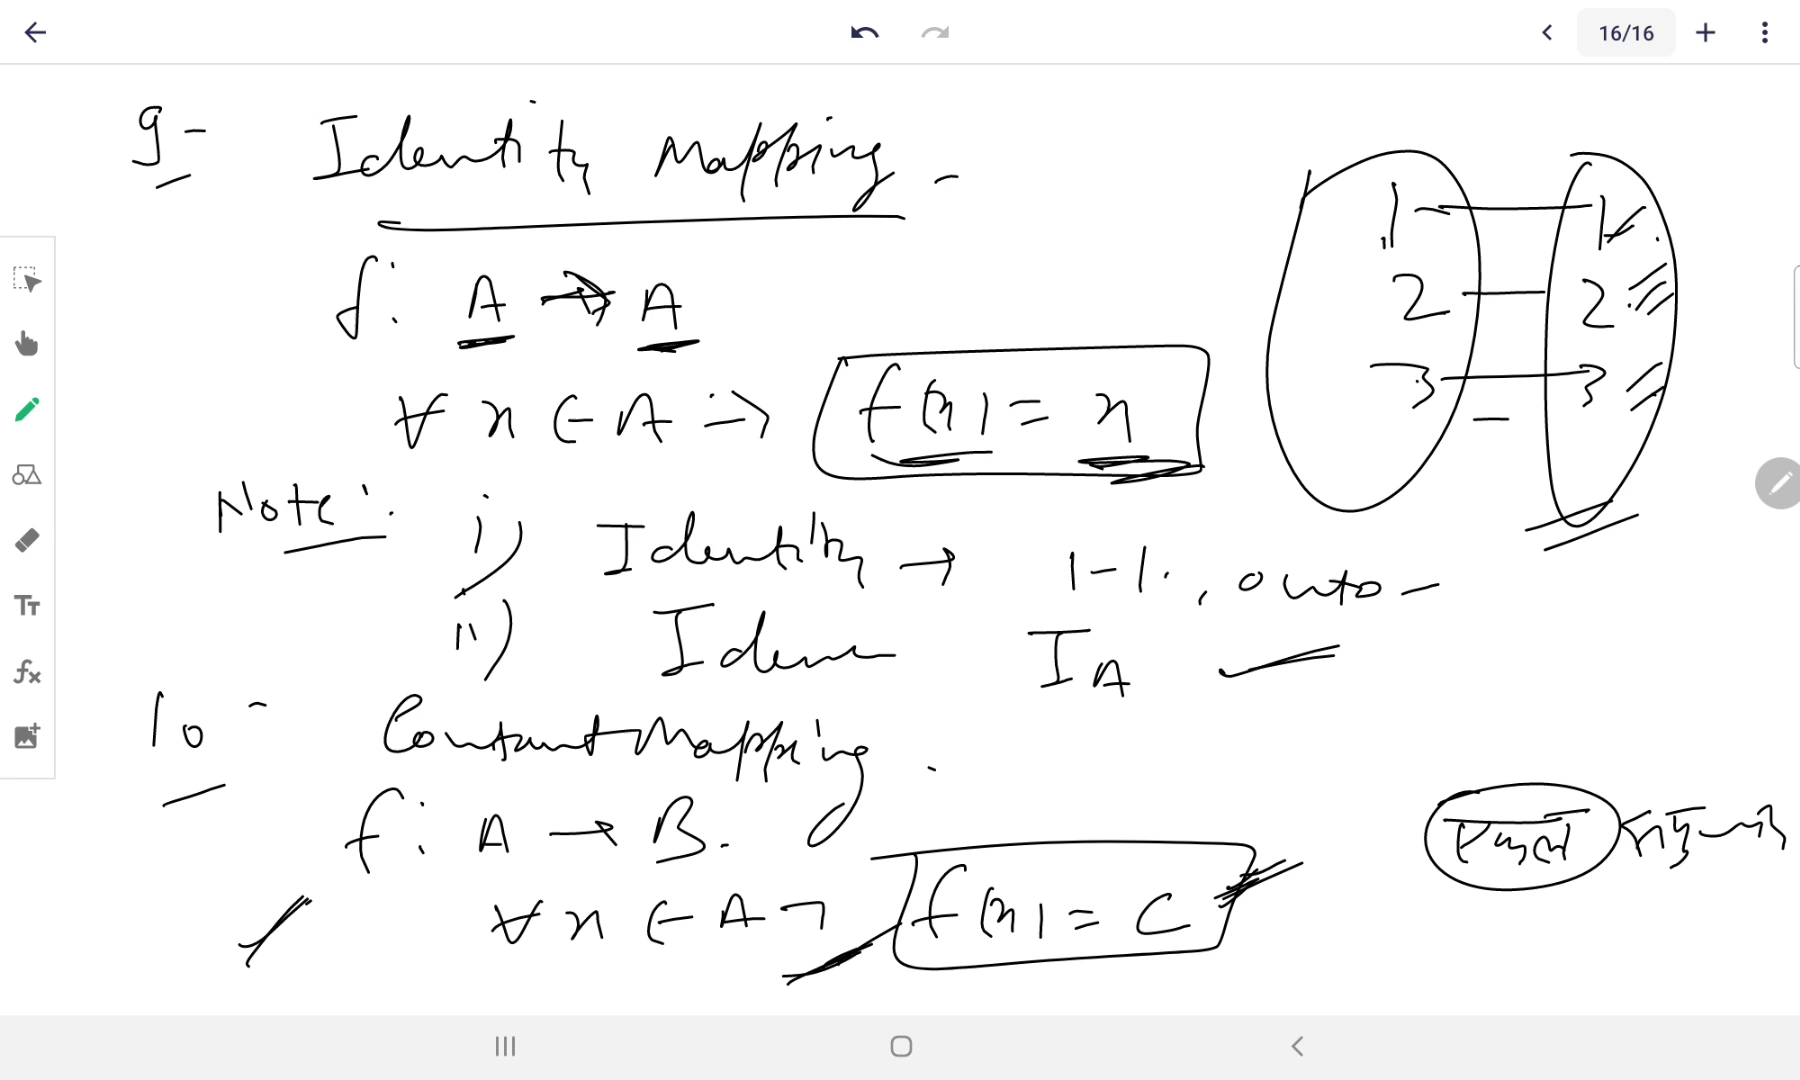 16/16
9- Identity Mapping -
f: A → A
∀ x ∈ A ⇒ f(x) = x
1 1
2 2
3 3
Note: i) Identity → 1-1, onto -
ii) Iden I_A
10- Constant Mapping.
f: A → B.
∀ x ∈ A ⇒ f(x) = c